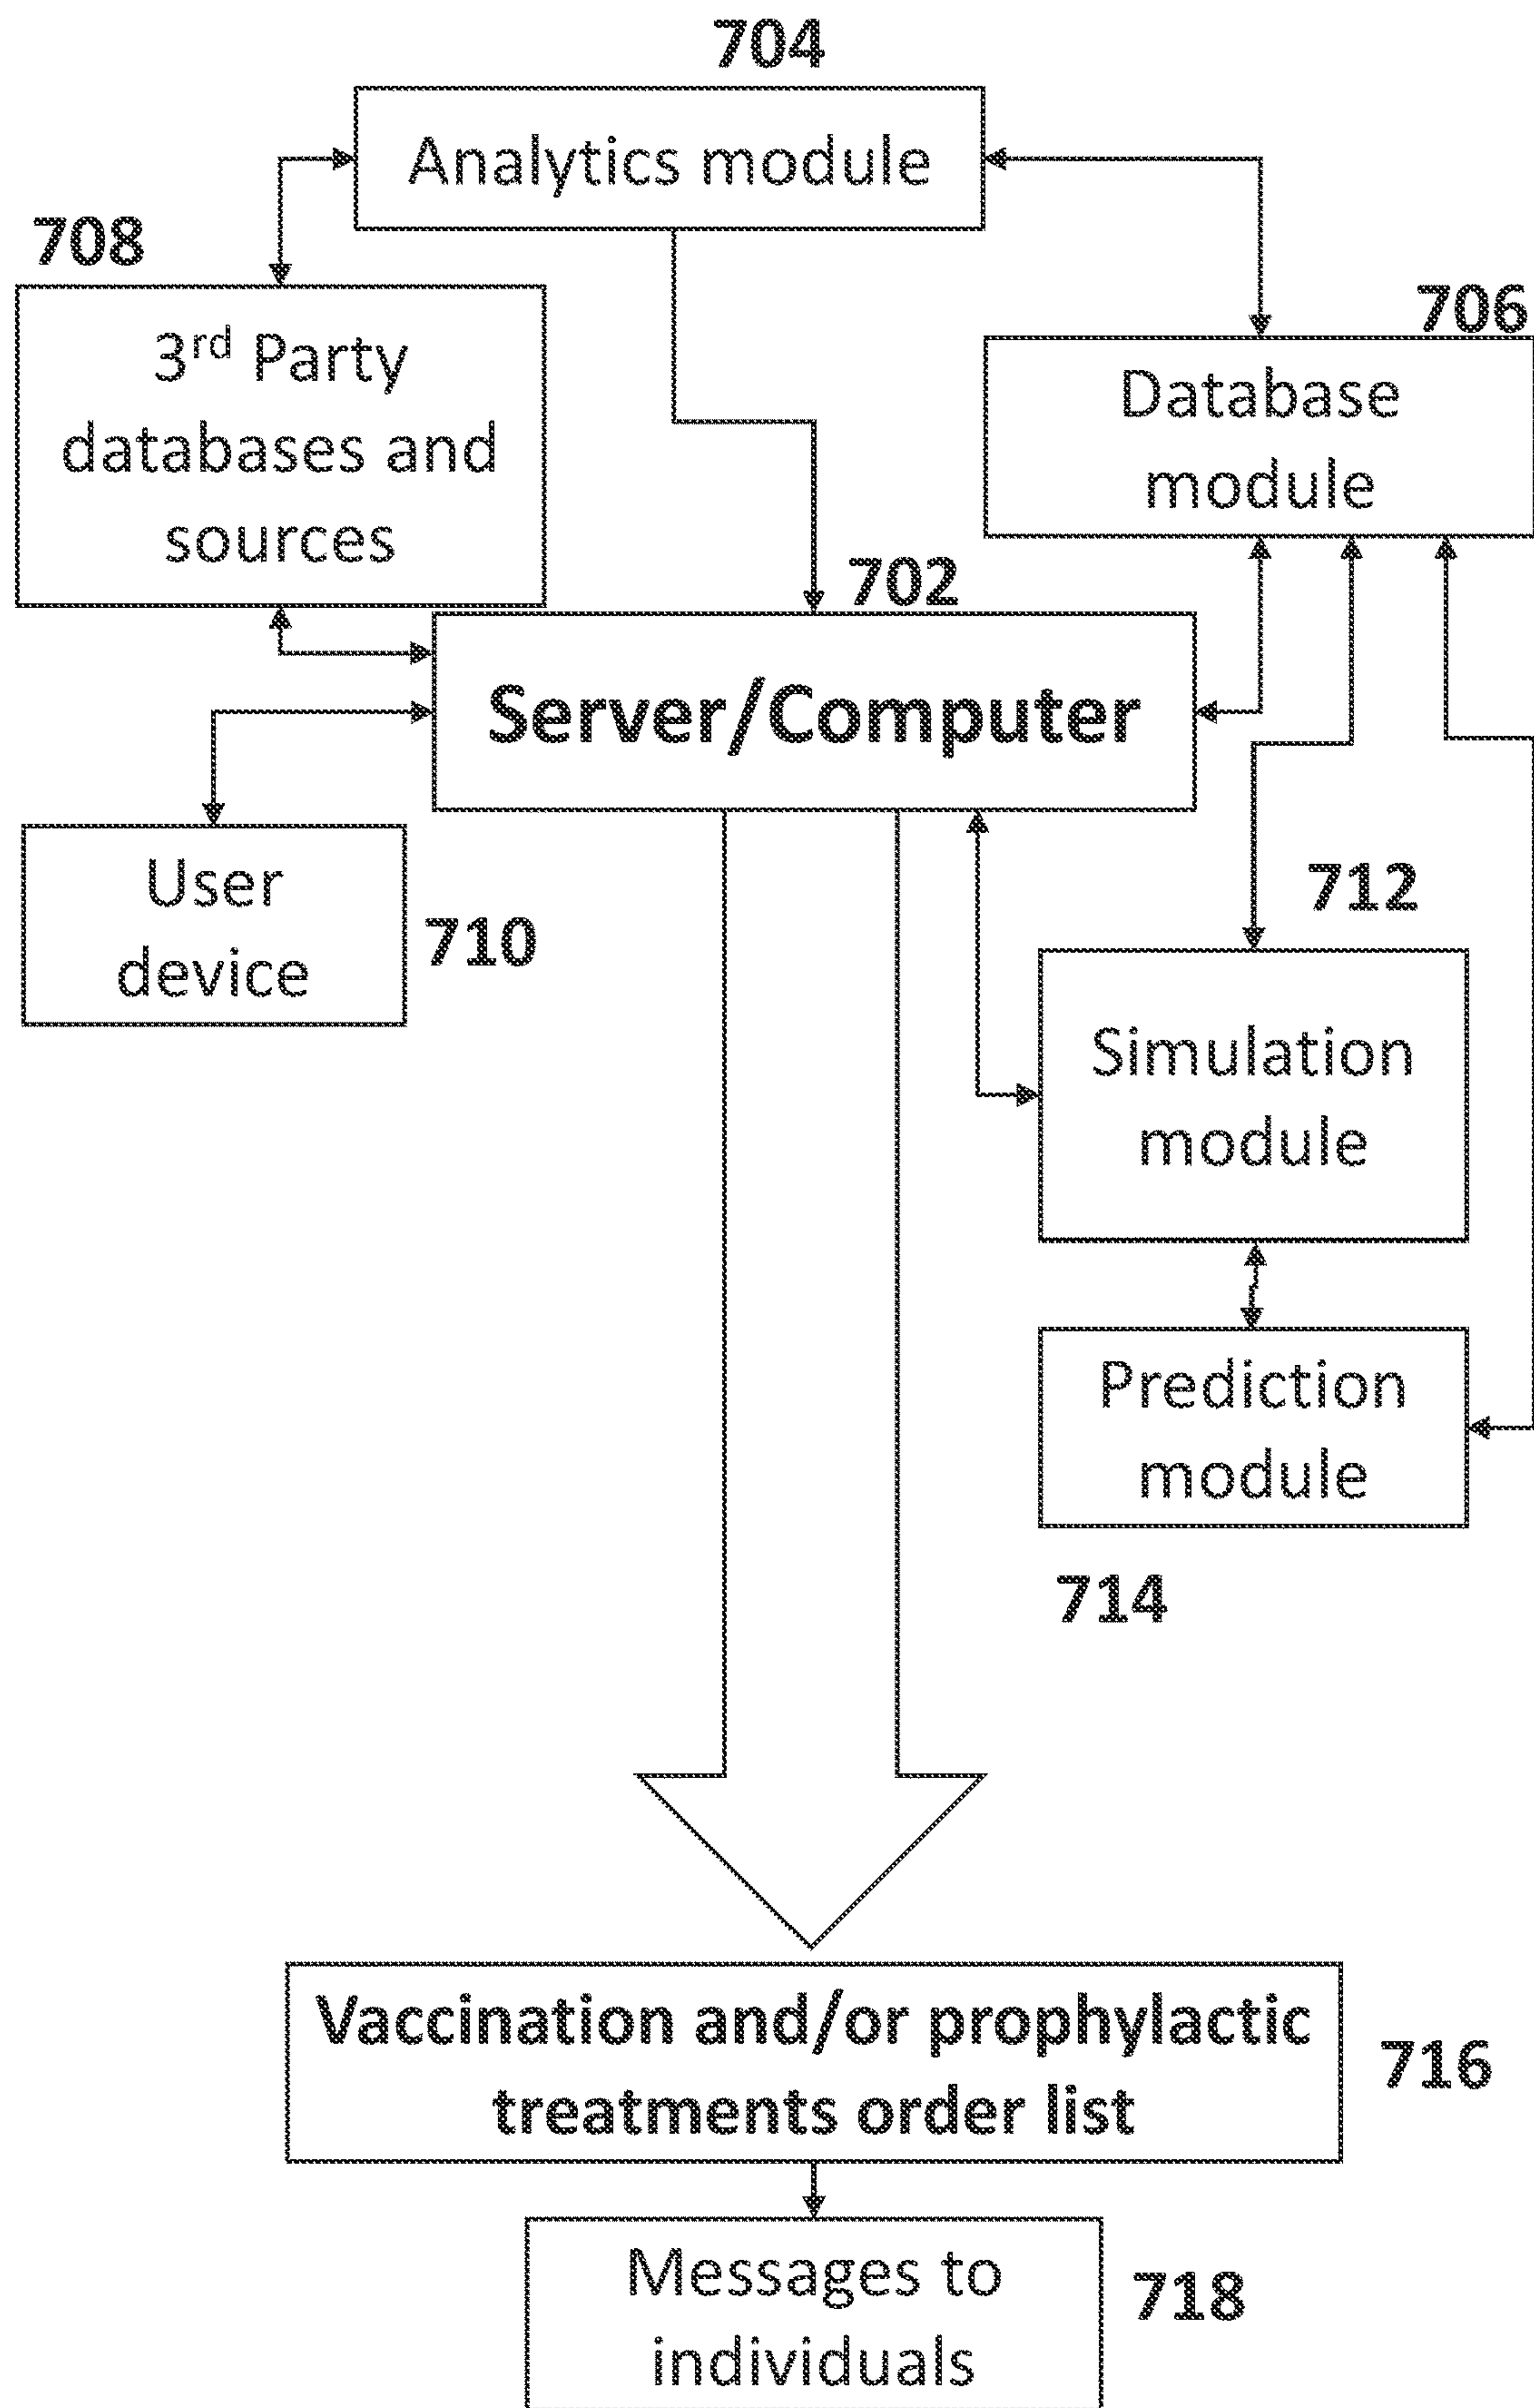 704
Analytics module
708
3rd Party
databases and
sources
706
Database
module
702
Server/Computer
User
device
710
712
Simulation
module
Prediction
module
714
Vaccination and/or prophylactic
treatments order list
716
Messages to
individuals
718